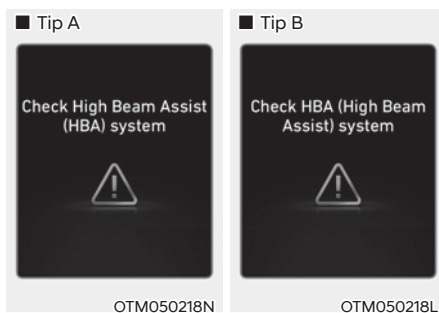 ■ Tip A
Check High Beam Assist
(HBA) system
OTM050218N
■ Tip B
Check HBA (High Beam
Assist) system
OTM050218L